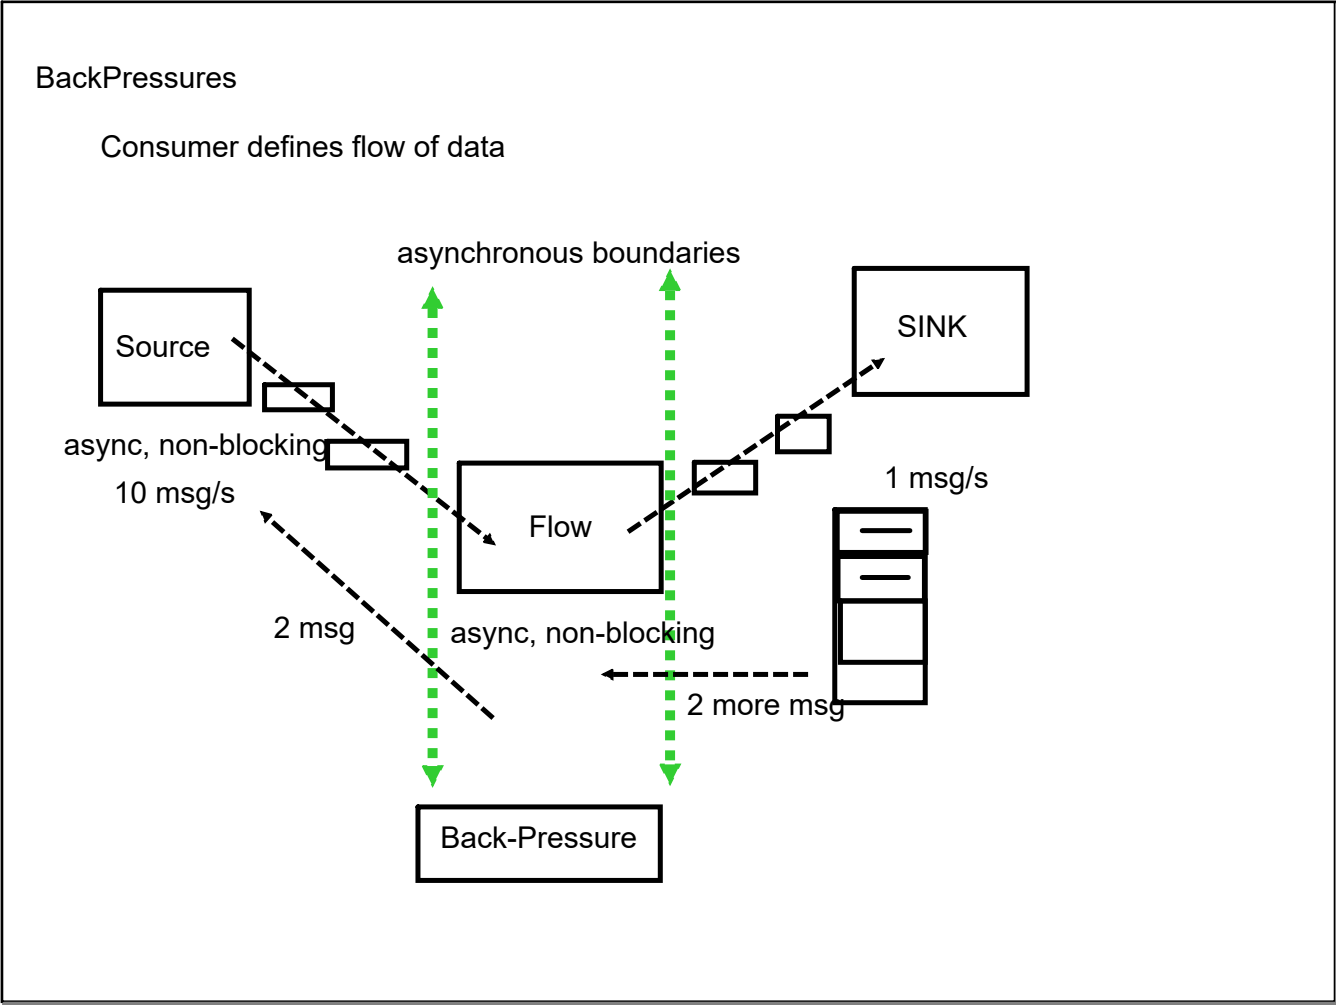 BackPressures
Consumer defines flow of data
asynchronous boundaries
Source
SINK
async, non-blocking
10 msg/s
1 msg/s
Flow
2 msg
async, non-blocking
2 more msg
Back-Pressure